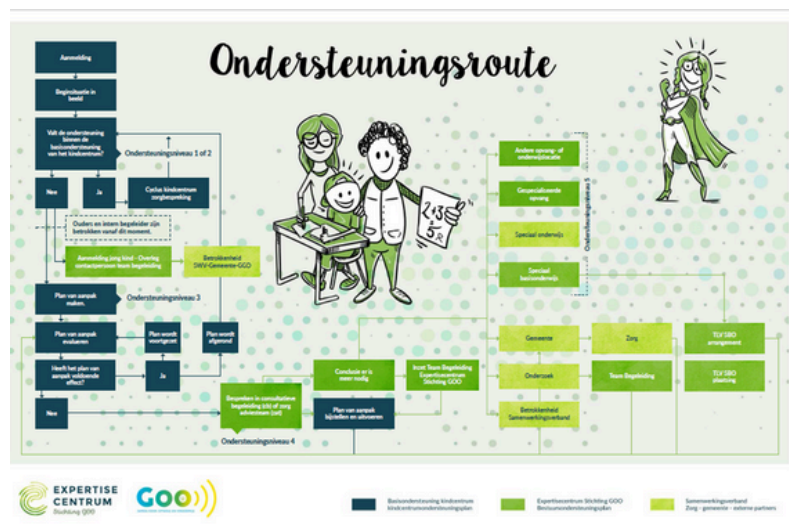 Ondersteuningsroute
Aanmelding
Beginsituatie in
beeld
Valt de ondersteuning
binnen de
basisondersteuning
van het kindcentrum?
Ondersteuningsniveau 1 of 2
Nee
Ja
Cyclus kindcentrum
zorgbespreking
Ouders en intern begeleider zijn
betrokken vanaf dit moment.
Aanmelding jong kind - Overleg
contactpersoon team begeleiding
Betrokkenheid
SWV-Gemeente-GGO
Plan van aanpak
maken.
Ondersteuningsniveau 3
Plan van aanpak
evalueren
Plan wordt
voortgezet
Plan wordt
afgerond
Heeft het plan van
aanpak voldoende
effect?
Ja
Nee
Bespreken in consultatieve
begeleiding (cb) of zorg
adviesteam (zat)
Ondersteuningsniveau 4
Conclusie er is
meer nodig
Plan van aanpak
bijstellen en uitvoeren
Inzet Team Begeleiding
Expertisecentrum
Stichting GOO
2+3
=
5
Andere opvang- of
onderwijslocatie
Gespecialiseerde
opvang
Speciaal onderwijs
Speciaal
basisonderwijs
Ondersteuningsniveau 5
Gemeente
Zorg
TLV SBO
arrangement
Onderzoek
Team Begeleiding
TLV SBO
plaatsing
Betrokkenheid
Samenwerkingsverband
EXPERTISE
CENTRUM
Stichting GOO
GOO
Basisondersteuning kindcentrum
kindcentrumondersteuningsplan
Expertisecentrum Stichting GOO
Bestuursondersteuningsplan
Samenwerkingsverband
Zorg - gemeente - externe partners